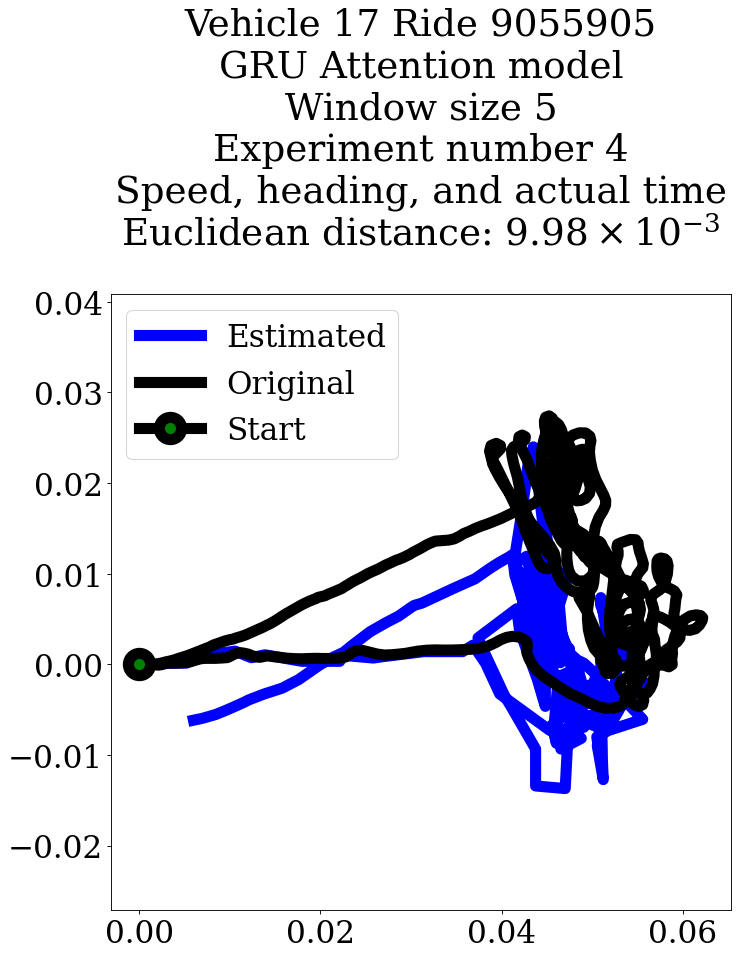 Vehicle 17 Ride 9055905
GRU Attention model
Window size 5
Experiment number 4
Speed, heading, and actual time
Euclidean distance: 9.98 × 10⁻³
0.04
0.03
0.02
0.01
0.00
−0.01
−0.02
Estimated
Original
Start
0.00 0.02 0.04 0.06